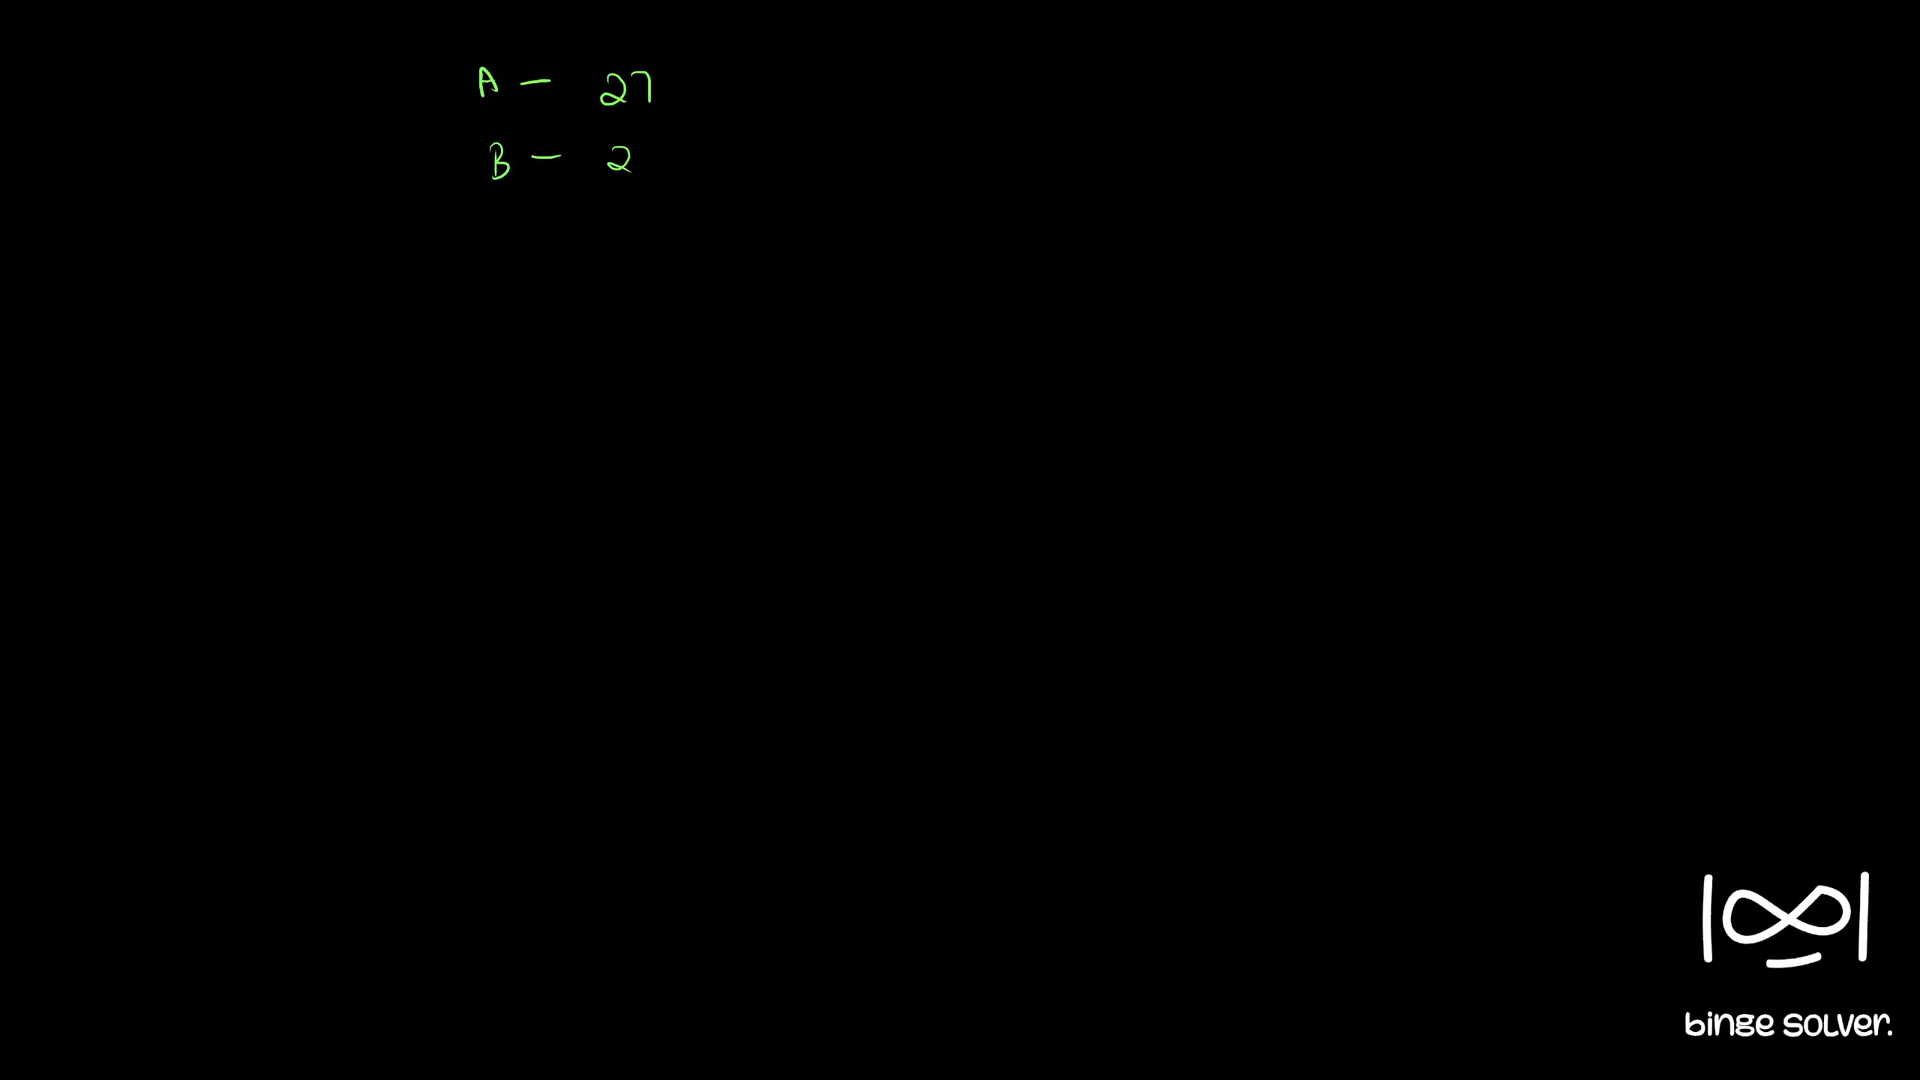 A — 27
B — 2
binge solver.